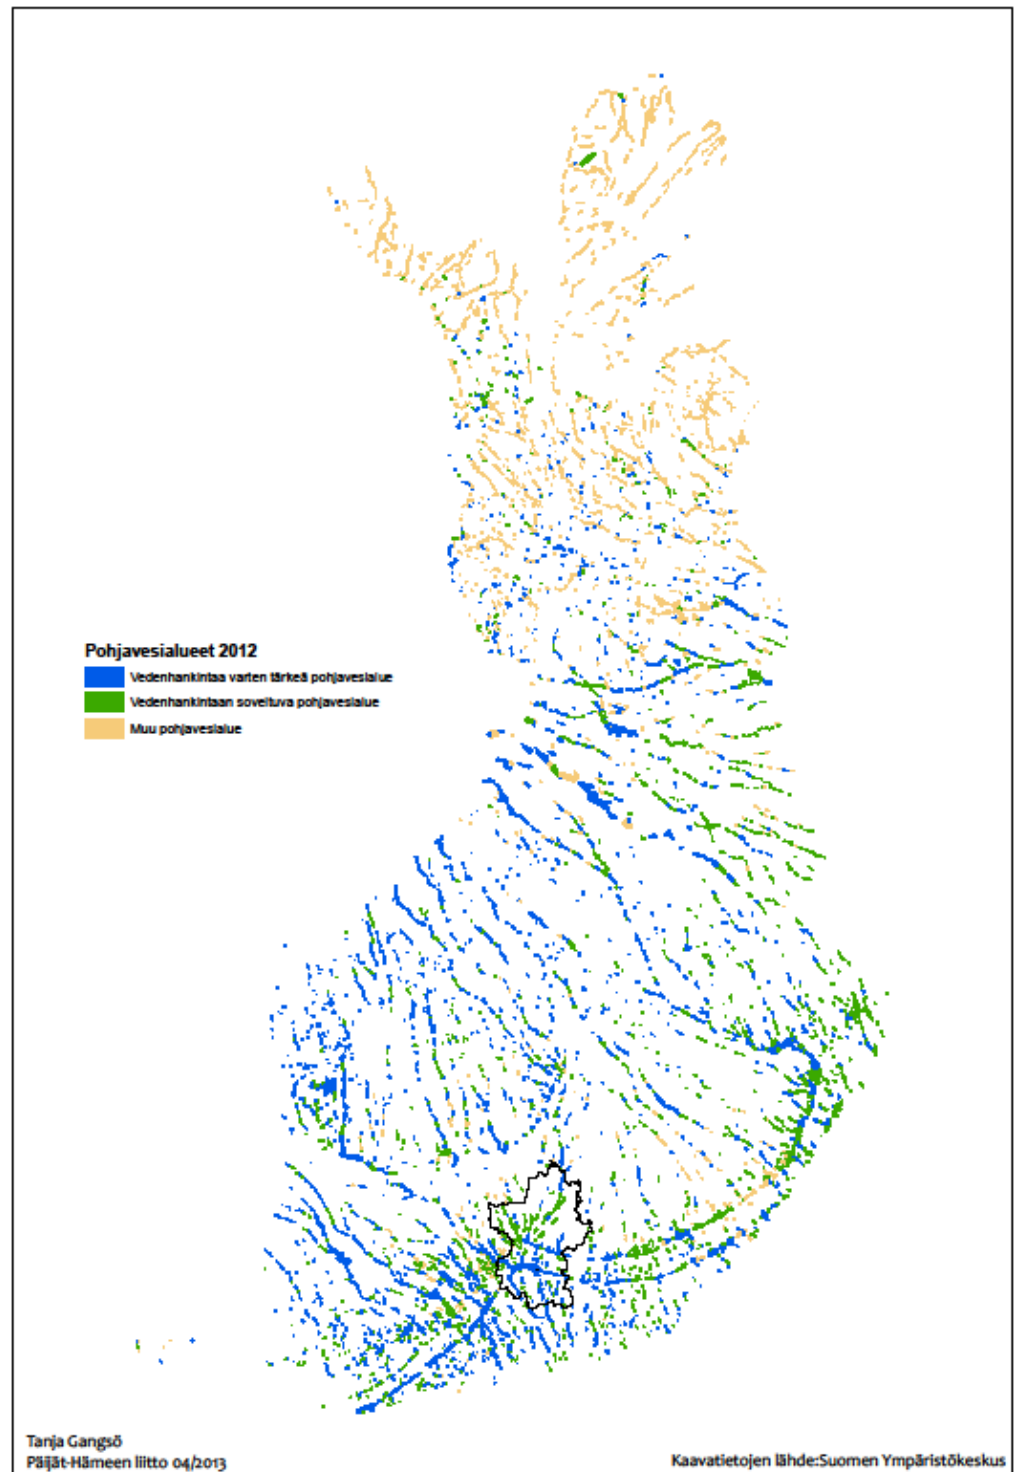 Pohjavesialueet 2012
Vedenhankintaa varten tärkeä pohjavesialue
Vedenhankintaan soveltuva pohjavesialue
Muu pohjavesialue
Tanja Gangsö
Päijät-Hämeen liitto 04/2013
Kaavatietojen lähde:Suomen Ympäristökeskus